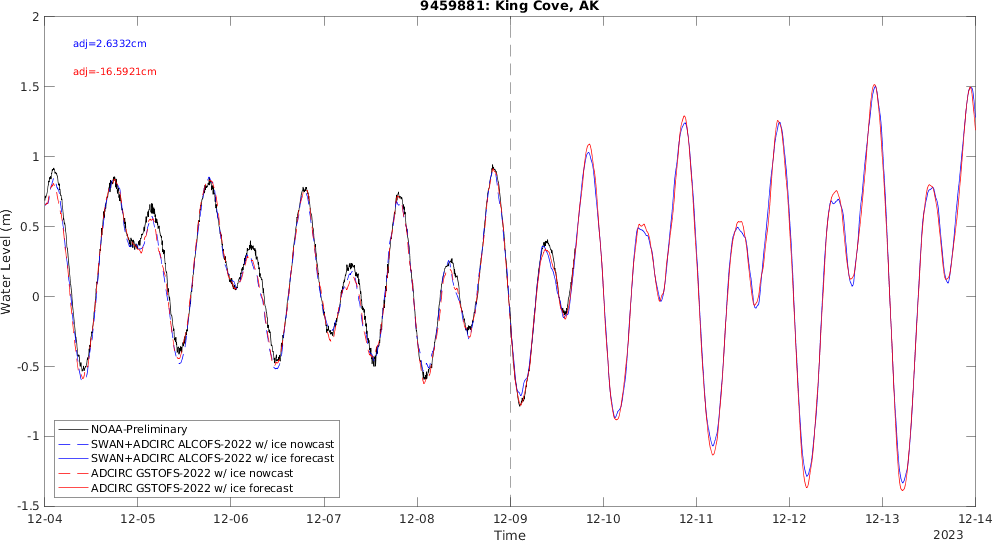 9459881: King Cove, AK
adj=2.6332cm
adj=-16.5921cm
Water Level (m)
2
1.5
1
0.5
0
-0.5
-1
-1.5
NOAA-Preliminary
SWAN+ADCIRC ALCOFS-2022 w/ ice nowcast
SWAN+ADCIRC ALCOFS-2022 w/ ice forecast
ADCIRC GSTOFS-2022 w/ ice nowcast
ADCIRC GSTOFS-2022 w/ ice forecast
12-04 12-05 12-06 12-07 12-08 12-09 12-10 12-11 12-12 12-13 12-14
Time
2023